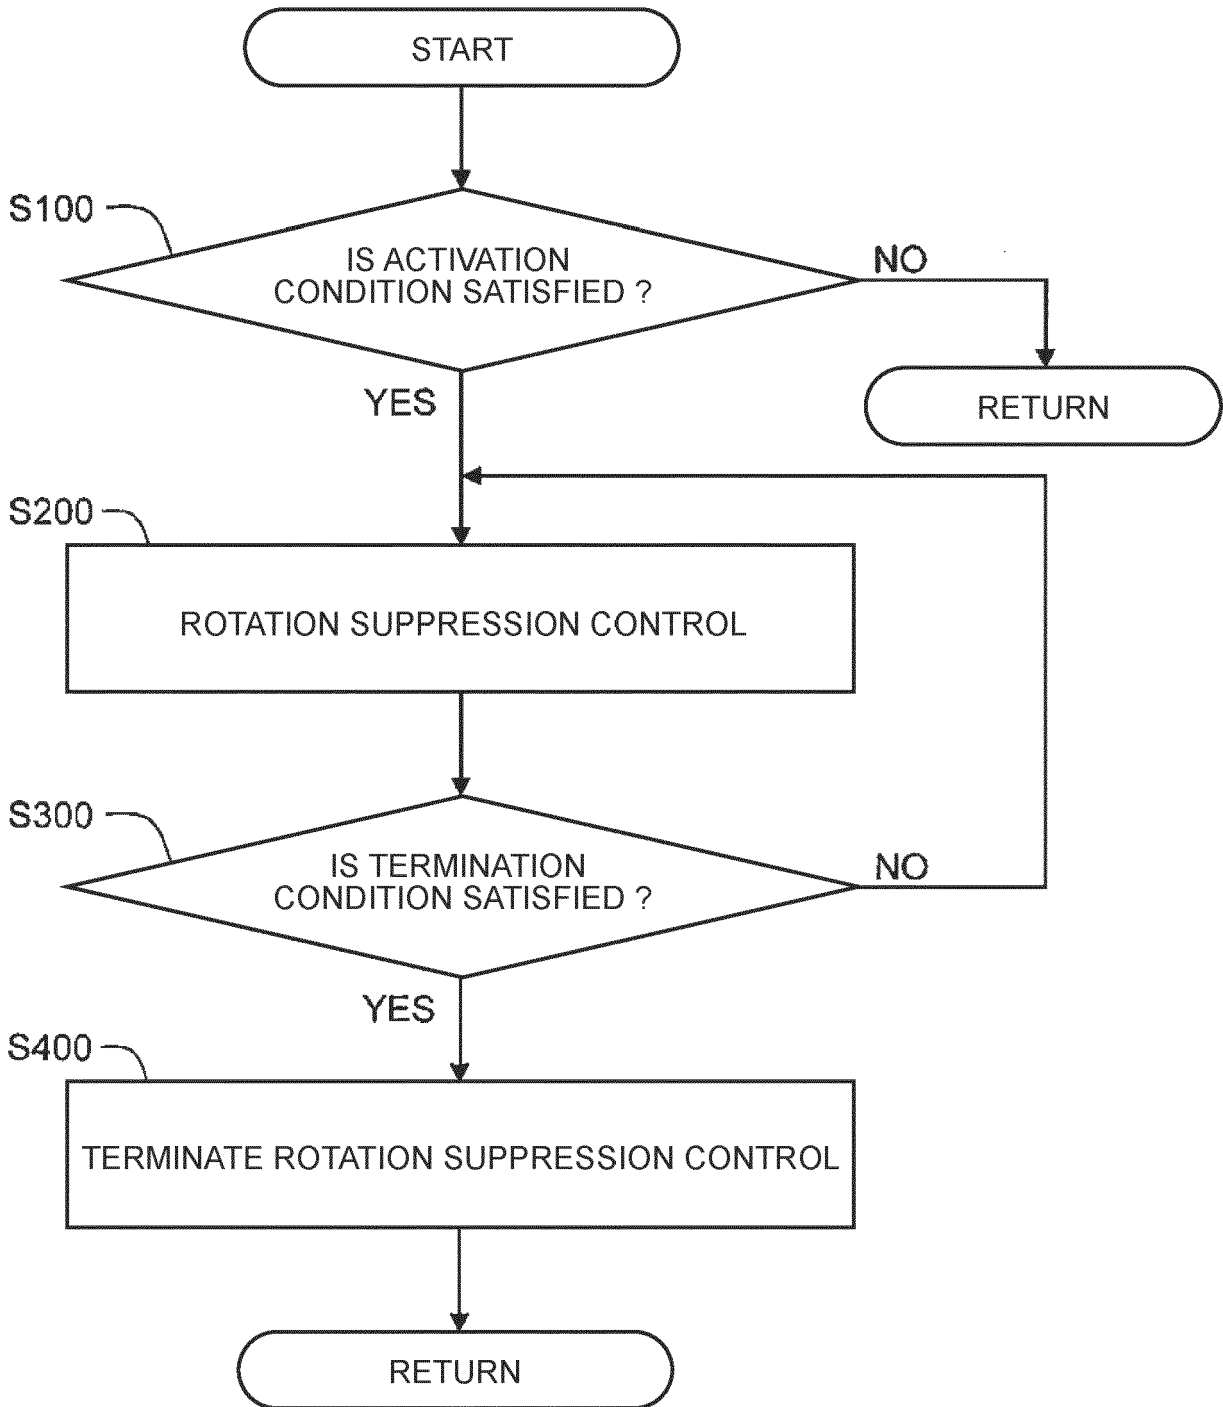 START
S100
IS ACTIVATION
CONDITION SATISFIED ?
NO
YES
RETURN
S200
ROTATION SUPPRESSION CONTROL
S300
IS TERMINATION
CONDITION SATISFIED ?
NO
YES
S400
TERMINATE ROTATION SUPPRESSION CONTROL
RETURN